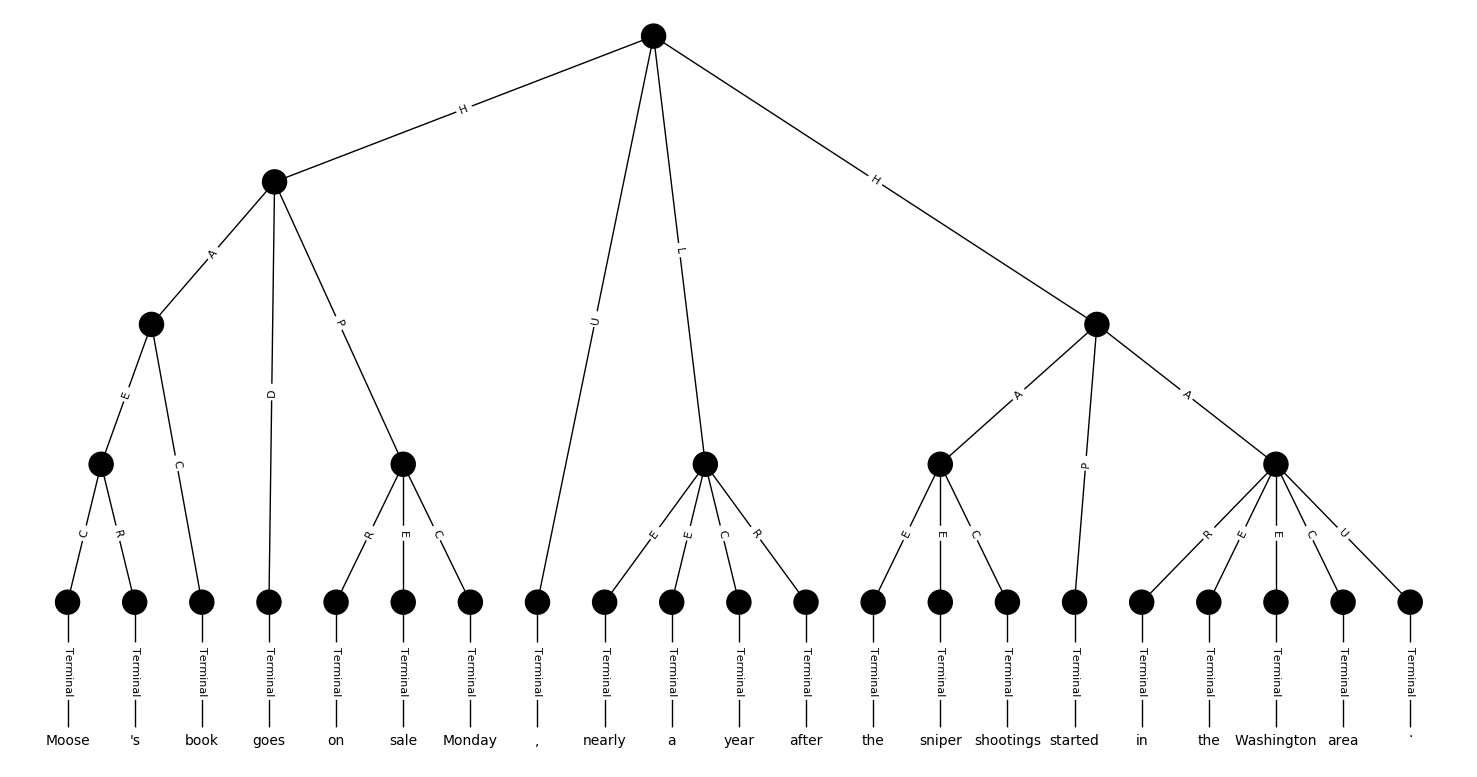 H
A
H
L
P
U
D
E
A
A
C
P
C
R
R
E
C
E
E
C
R
E
E
C
R
E
E
C
U
Terminal Terminal Terminal Terminal Terminal Terminal Terminal Terminal Terminal Terminal Terminal Terminal Terminal Terminal Terminal Terminal Terminal Terminal Terminal Terminal Terminal
Moose 's book goes on sale Monday , nearly a year after the sniper shootings started in the Washington area .